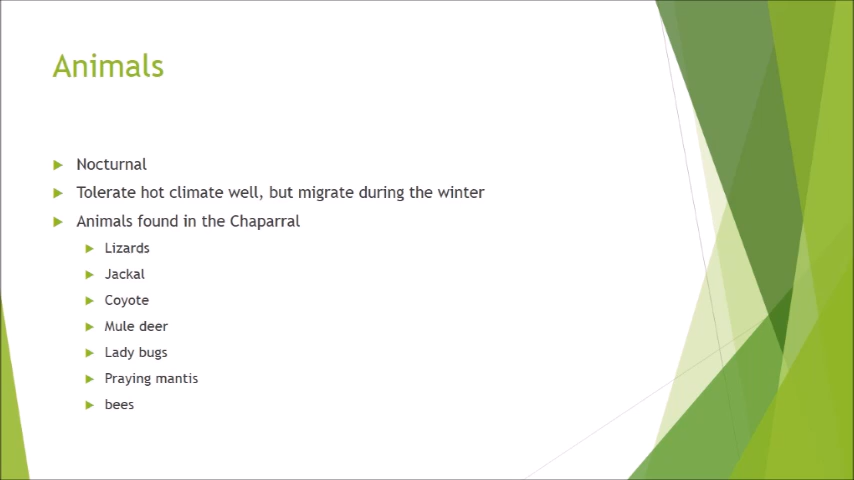 Animals
Nocturnal
Tolerate hot climate well, but migrate during the winter
Animals found in the Chaparral
Lizards
Jackal
Coyote
Mule deer
Lady bugs
Praying mantis
bees